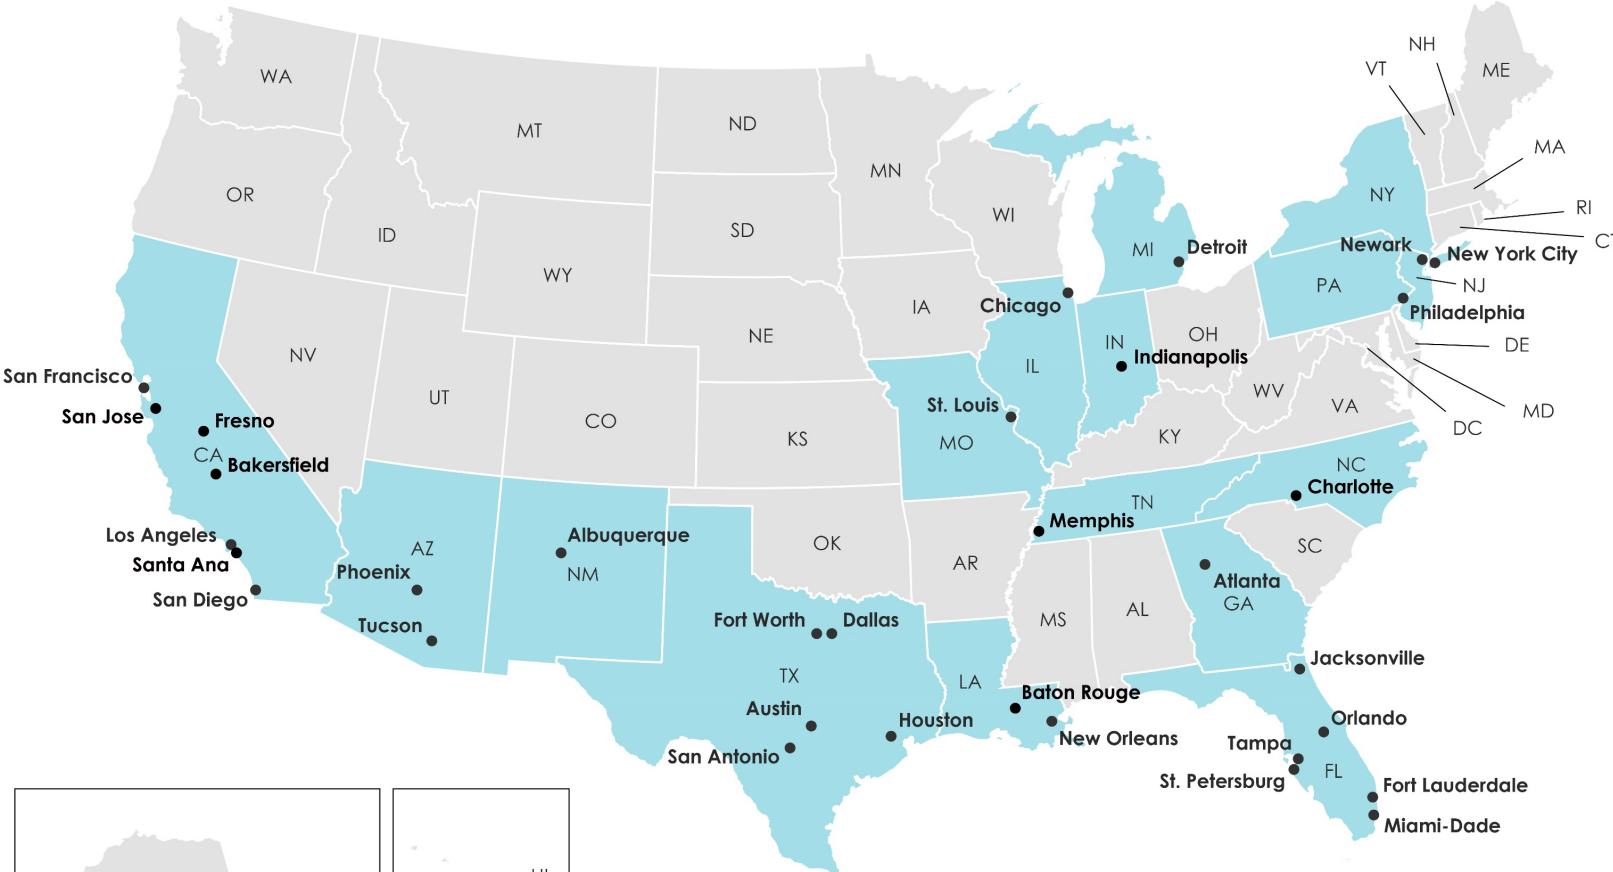 NH
VT
ME
WA
MT
ND
MN
MA
OR
NY
RI
ID
SD
WI
CT
MI
Detroit
Newark
New York City
WY
PA
NJ
Chicago
IA
Philadelphia
NE
OH
IN
Indianapolis
DE
NV
IL
San Francisco
UT
WV
VA
MD
San Jose
Fresno
St. Louis
CO
KS
MO
KY
DC
CA
Bakersfield
NC
Charlotte
TN
Memphis
Los Angeles
Albuquerque
AZ
OK
SC
Santa Ana
Phoenix
NM
AR
Atlanta
San Diego
GA
MS
AL
Tucson
Fort Worth
Dallas
Jacksonville
TX
LA
Baton Rouge
Austin
Houston
Orlando
New Orleans
Tampa
San Antonio
FL
St. Petersburg
Fort Lauderdale
Miami-Dade